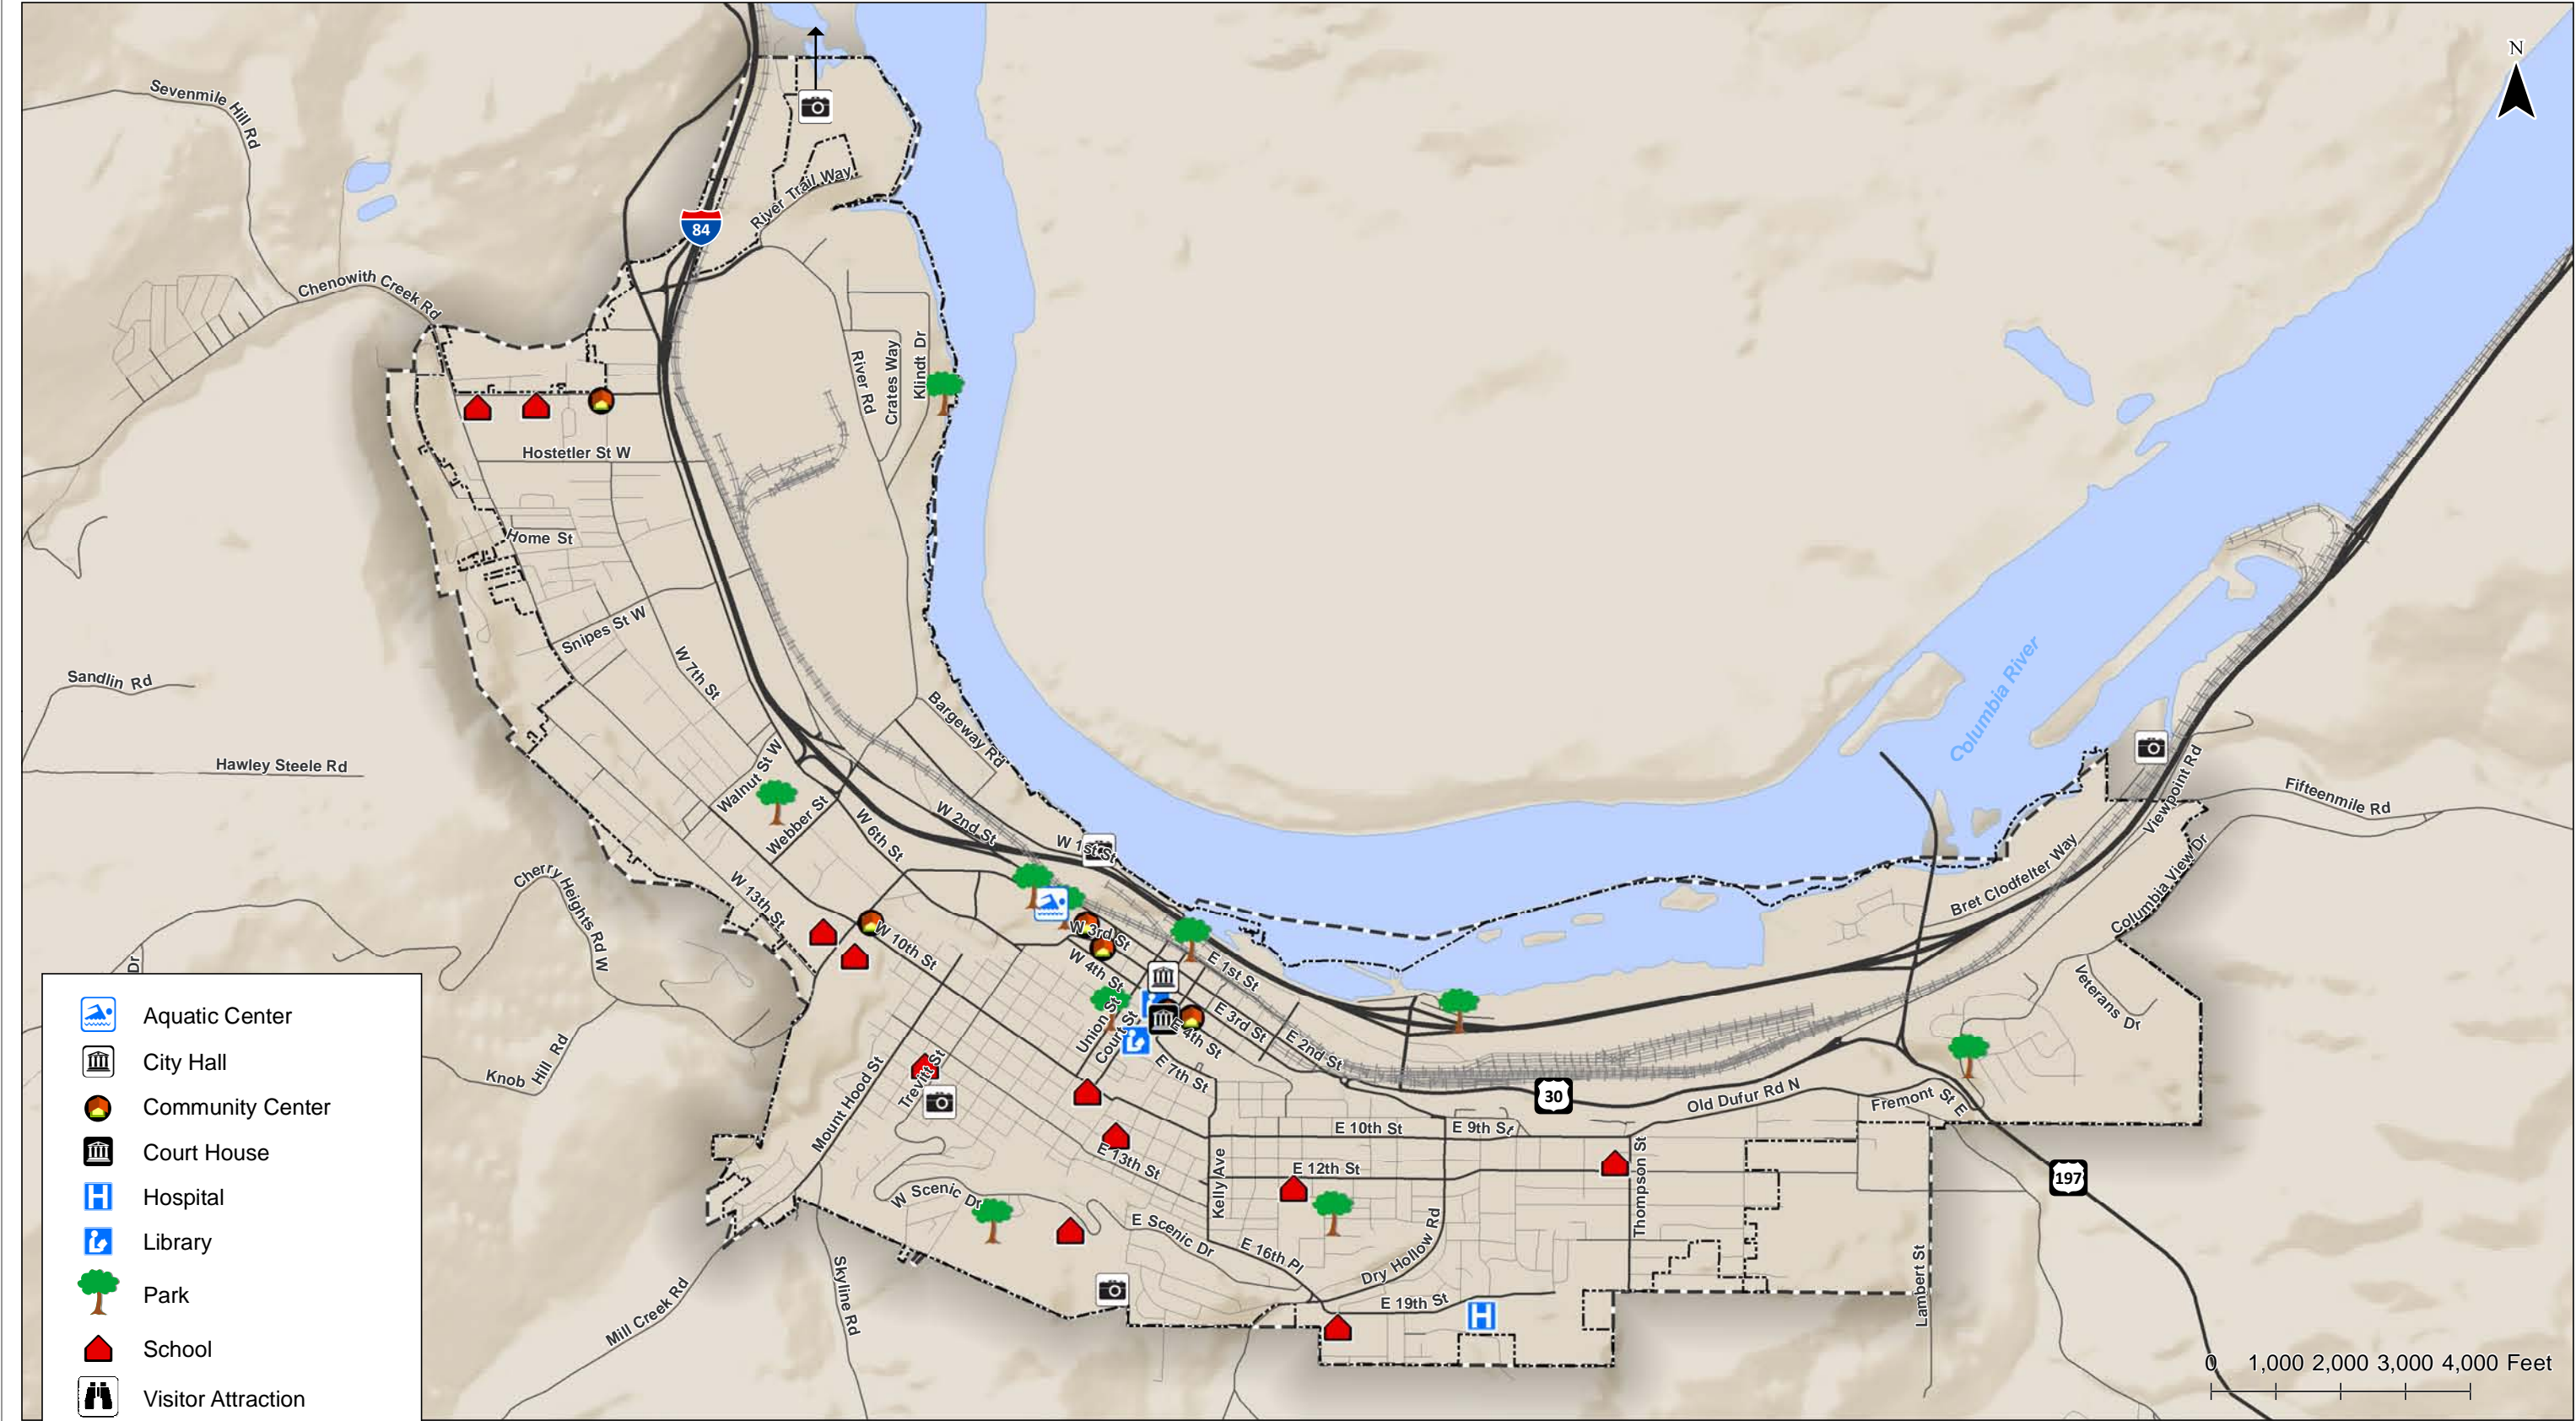 N
Sevenmile Hill Rd
River Trail Way
84
Chenowith Creek Rd
River Rd
Crates Way
Klindt Dr
Hostetler St W
Home St
Snipes St W
W 7th St
Sandlin Rd
Columbia River
Bargeway Rd
Hawley Steele Rd
Walnut St W
Webber St
W 6th St
W 2nd St
W 1st St
Viewpoint Rd
Fifteenmile Rd
Bret Clodfelter Way
Columbia View Dr
Cherry Heights Rd W
W 13th St
W 10th St
W 3rd St
W 4th St
E 1st St
Dr
Veterans Dr
Union St
Court St
E 3rd St
E 4th St
E 2nd St
E 7th St
Knob Hill Rd
Mount Hood St
Trevitt St
30
Old Dufur Rd N
Fremont St E
E 10th St
E 9th St
E 13th St
E 12th St
Kelly Ave
Thompson St
197
W Scenic Dr
E Scenic Dr
E 16th Pl
Dry Hollow Rd
E 19th St
Mill Creek Rd
Skyline Rd
Lambert St
Aquatic Center
City Hall
Community Center
Court House
H Hospital
Library
Park
School
Visitor Attraction
H
0 1,000 2,000 3,000 4,000 Feet